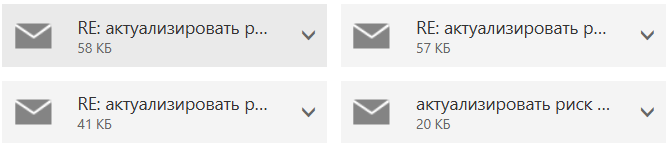 RE: актуализировать р...
58 КБ
RE: актуализировать р...
57 КБ
RE: актуализировать р...
41 КБ
актуализировать риск ...
20 КБ